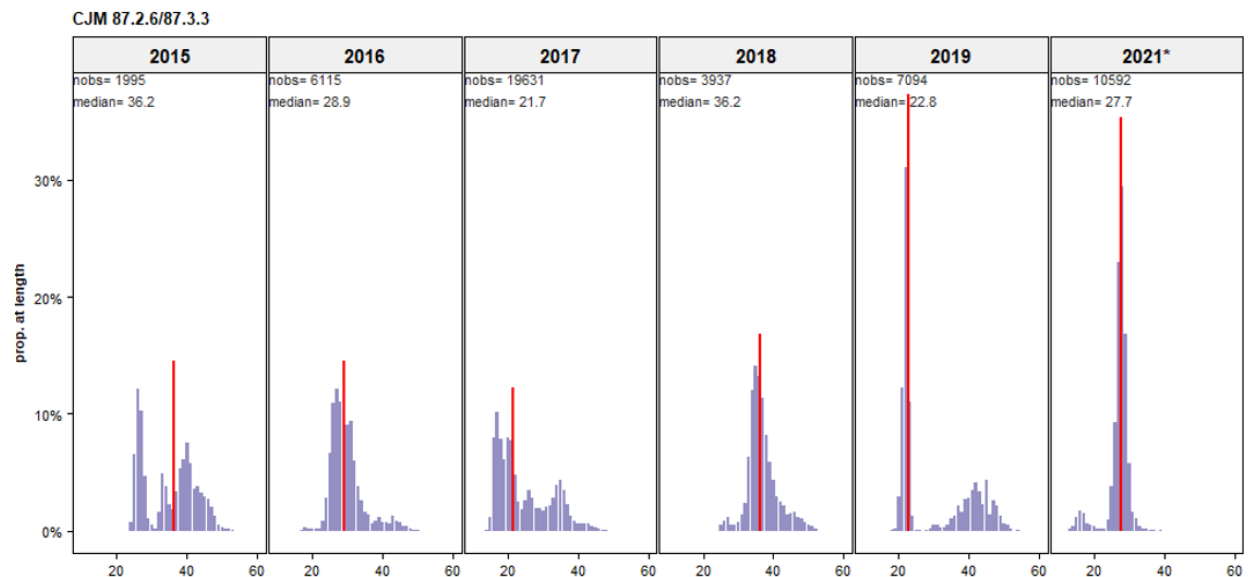 CJM 87.2.6/87.3.3
2015 2016 2017 2018 2019 2021*
nobs= 1995 nobs= 6115 nobs= 19631 nobs= 3937 nobs= 7094 nobs= 10592
median= 36.2 median= 28.9 median= 21.7 median= 36.2 median= 22.8 median= 27.7
prop. at length
30%
20%
10%
0%
20 40 60 20 40 60 20 40 60 20 40 60 20 40 60 20 40 60